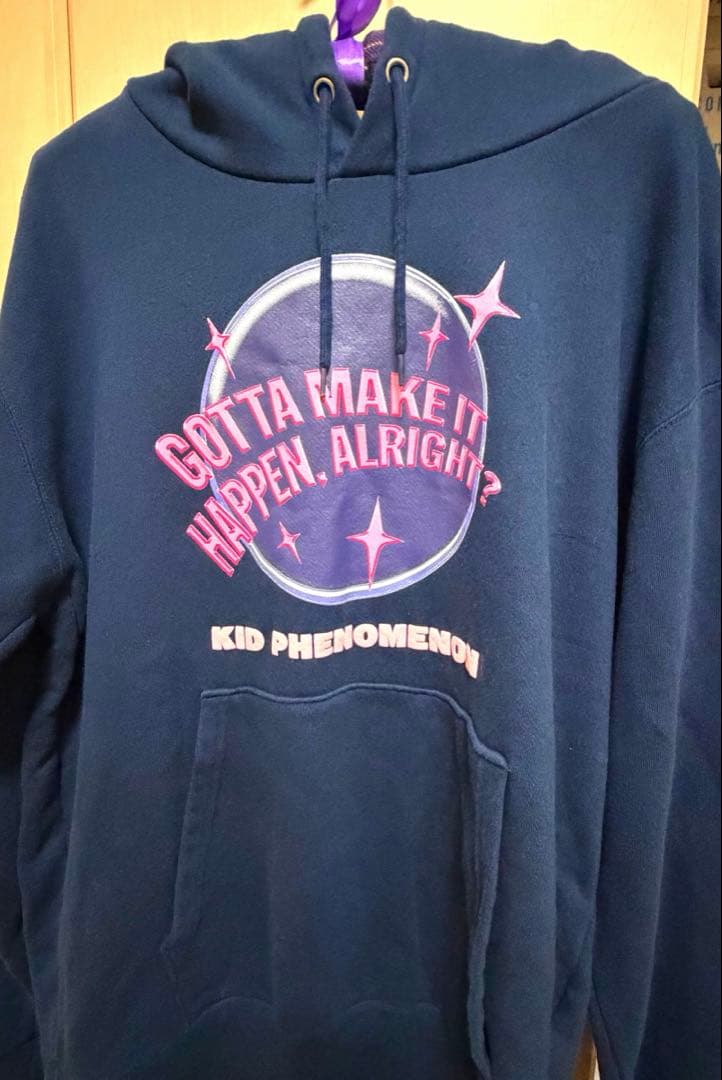 GOTTA MAKE IT
HAPPEN, ALRIGHT?
KID PHENOMENON